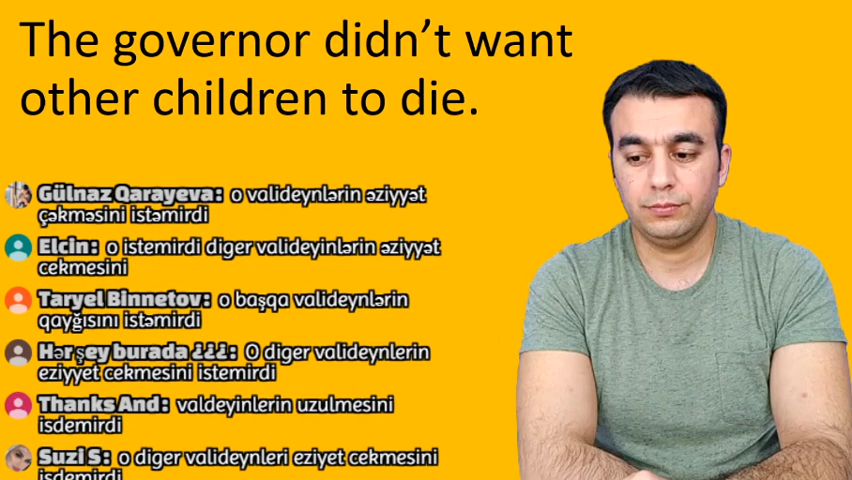 The governor didn't want
other children to die.
Gülnaz Qarayeva: o valideynlərin əziyyət
çəkməsini istəmirdi
Elcin: o istemirdi diger valideyinlərin əziyyət
cekmesini
Taryel Binnetov: o başqa valideynlərin
qayğısını istəmirdi
Hər şey burada ¿¿¿: O diger valideynlerin
eziyyet cekmesini istemirdi
Thanks And: valdeyinlerin uzulmesini
isdemirdi
Suzi S: o diger valideynleri eziyet cekmesini
isdemirdi